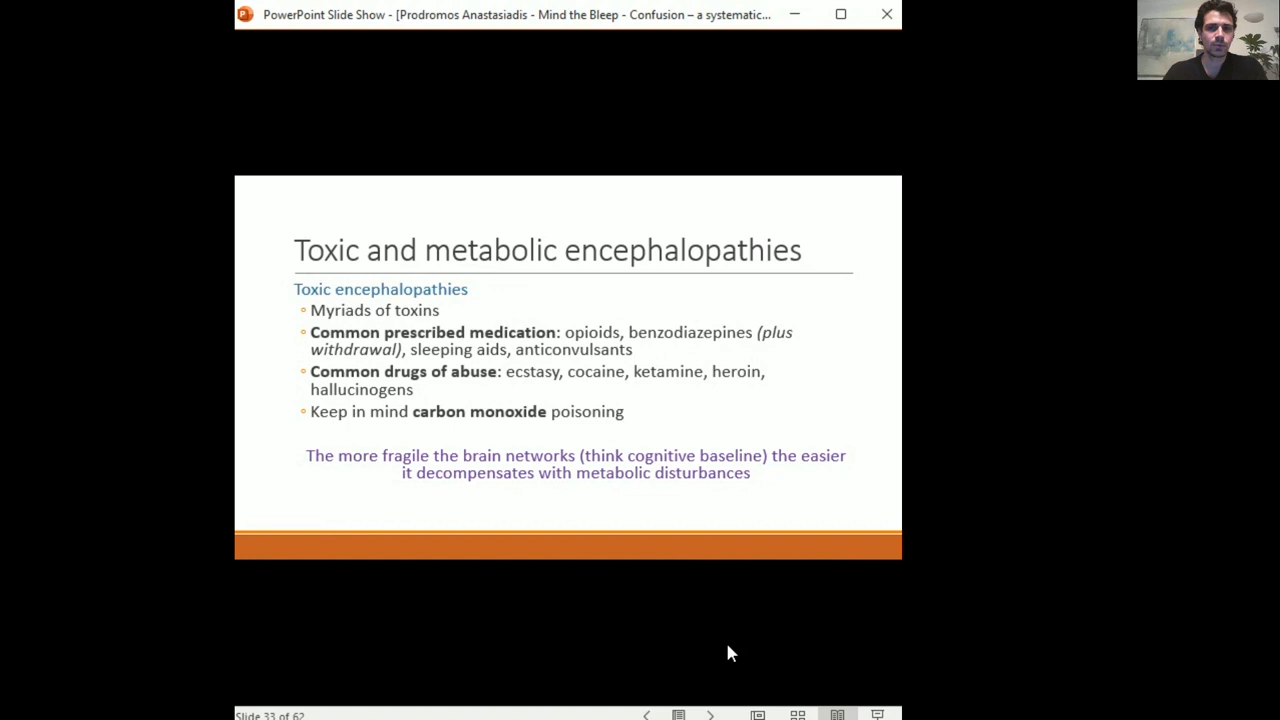 PowerPoint Slide Show - [Prodromos Anastasiadis - Mind the Bleep - Confusion – a systematic...
Toxic and metabolic encephalopathies
Toxic encephalopathies
Myriads of toxins
Common prescribed medication: opioids, benzodiazepines (plus
withdrawal), sleeping aids, anticonvulsants
Common drugs of abuse: ecstasy, cocaine, ketamine, heroin,
hallucinogens
Keep in mind carbon monoxide poisoning
The more fragile the brain networks (think cognitive baseline) the easier
it decompensates with metabolic disturbances
Slide 33 of 62